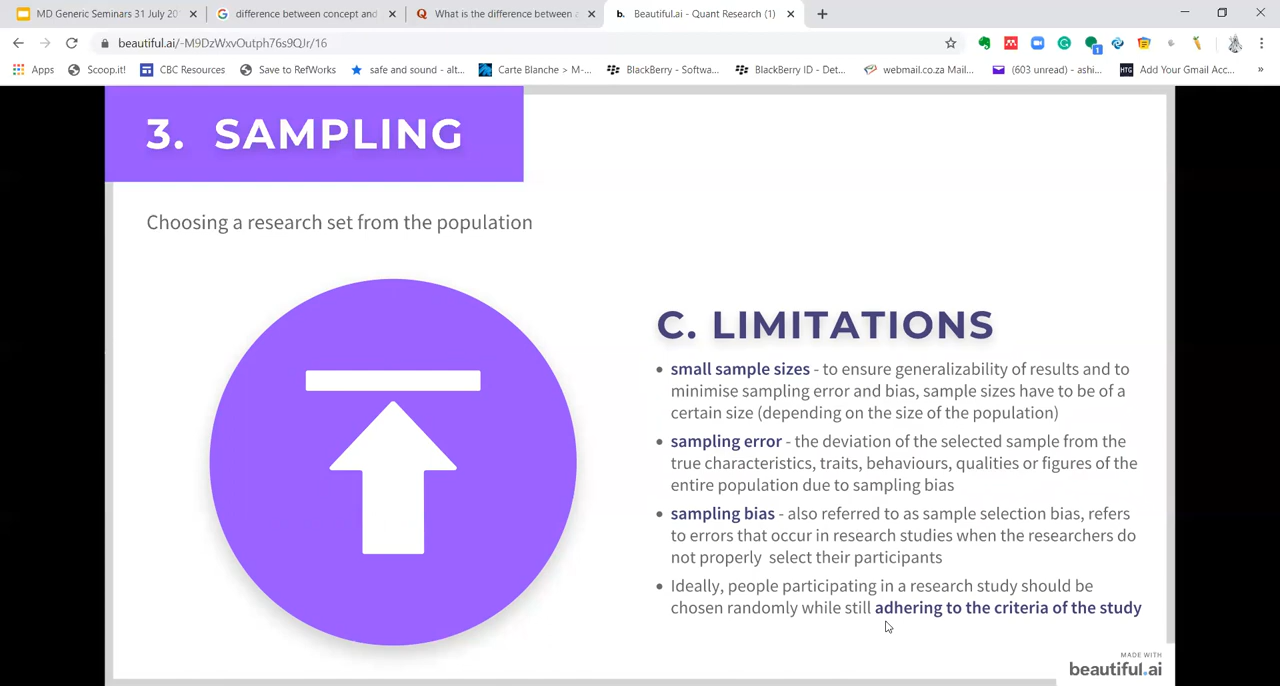 MD Generic Seminars 31 July 201
difference between concept and
What is the difference between a c
b. Beautiful.ai - Quant Research (1)
beautiful.ai/-M9DzWxvOutph76s9QJr/16
Apps
Scoop.it!
CBC Resources
Save to RefWorks
safe and sound - alt...
Carte Blanche > M-...
BlackBerry - Softwa...
BlackBerry ID - Det...
webmail.co.za Mail...
(603 unread) - ashi...
HTG
Add Your Gmail Acc...
3. SAMPLING
Choosing a research set from the population
C. LIMITATIONS
small sample sizes - to ensure generalizability of results and to
minimise sampling error and bias, sample sizes have to be of a
certain size (depending on the size of the population)
sampling error - the deviation of the selected sample from the
true characteristics, traits, behaviours, qualities or figures of the
entire population due to sampling bias
sampling bias - also referred to as sample selection bias, refers
to errors that occur in research studies when the researchers do
not properly select their participants
Ideally, people participating in a research study should be
chosen randomly while still adhering to the criteria of the study
MADE WITH
beautiful.ai